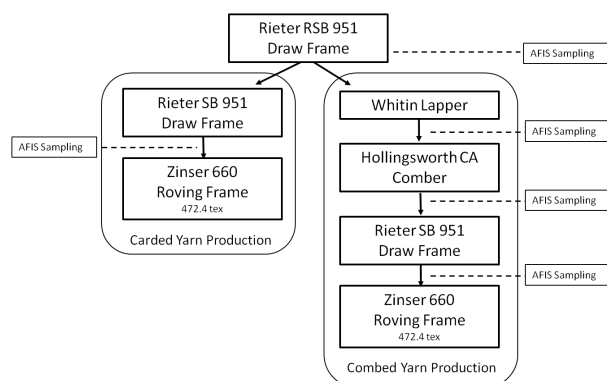 Rieter RSB 951
Draw Frame
AFIS Sampling
Rieter SB 951
Draw Frame
AFIS Sampling
Zinser 660
Roving Frame
472.4 tex
Carded Yarn Production
Whitin Lapper
AFIS Sampling
Hollingsworth CA
Comber
AFIS Sampling
Rieter SB 951
Draw Frame
AFIS Sampling
Zinser 660
Roving Frame
472.4 tex
Combed Yarn Production